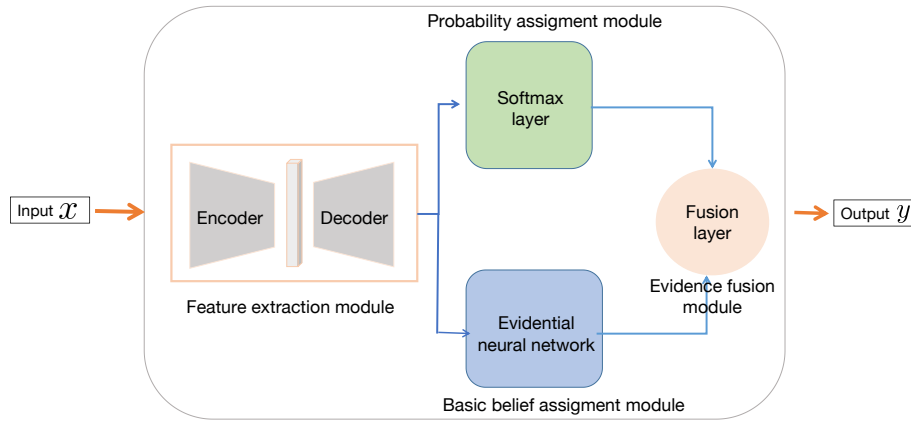 Probability assigment module
Softmax
layer
Input x
Encoder
Decoder
Feature extraction module
Fusion
layer
Evidence fusion
module
Output y
Evidential
neural network
Basic belief assigment module